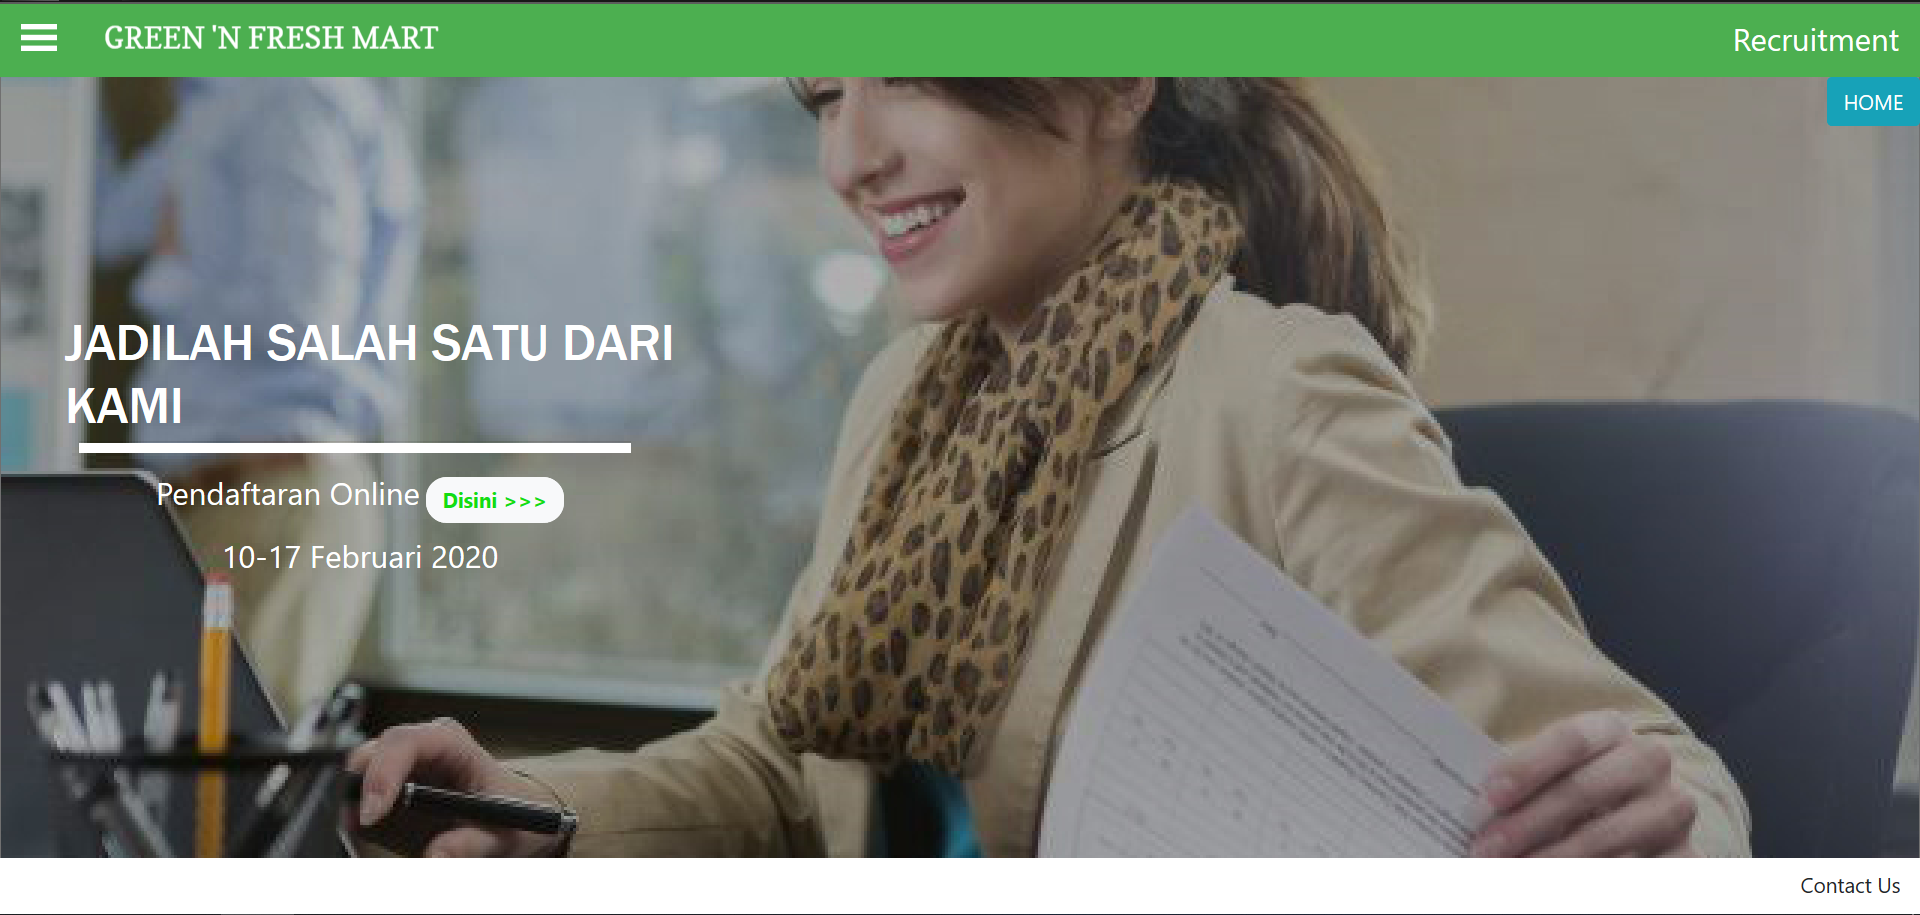 GREEN 'N FRESH MART
Recruitment
HOME
JADILAH SALAH SATU DARI
KAMI
Pendaftaran Online Disini >>>
10-17 Februari 2020
Contact Us